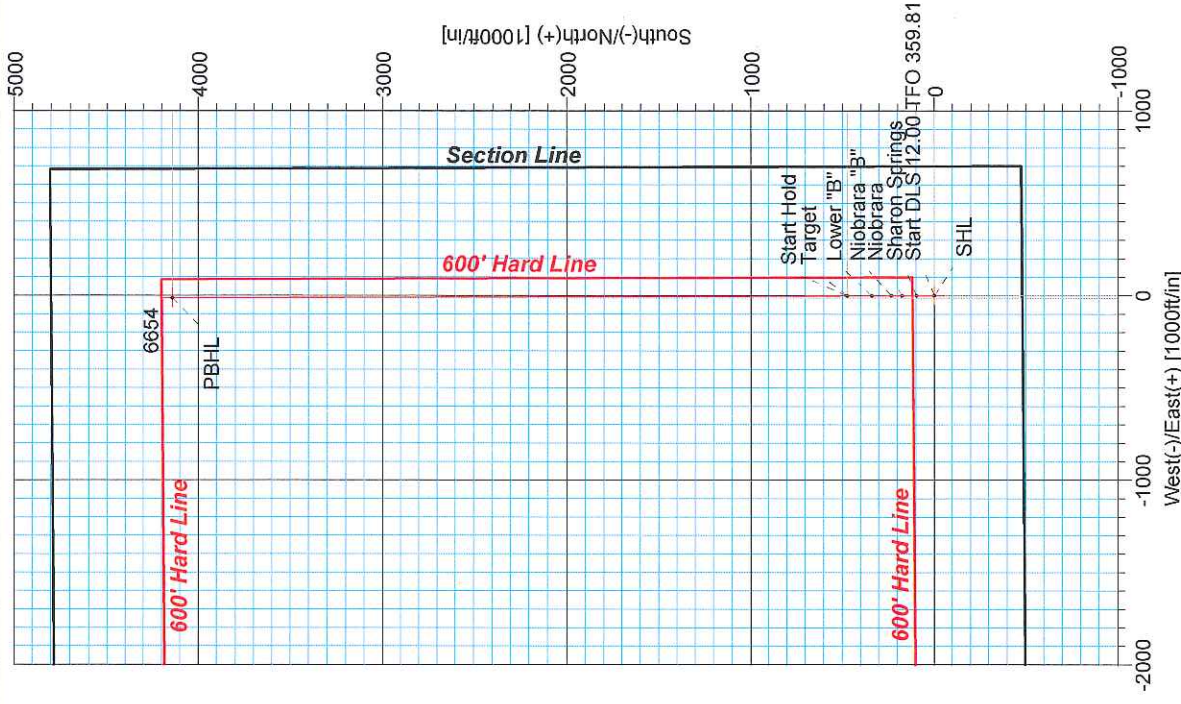 South(-)/North(+) [1000ft/in]
5000
4000
3000
2000
1000
0
-1000
Section Line
600' Hard Line
6654
PBHL
600' Hard Line
Start Hold
Target
Lower "B"
Niobrara "B"
Niobrara
Sharon Springs
Start DLS 12.00 TFO 359.81
SHL
600' Hard Line
-2000
-1000
0
1000
West(-)/East(+) [1000ft/in]